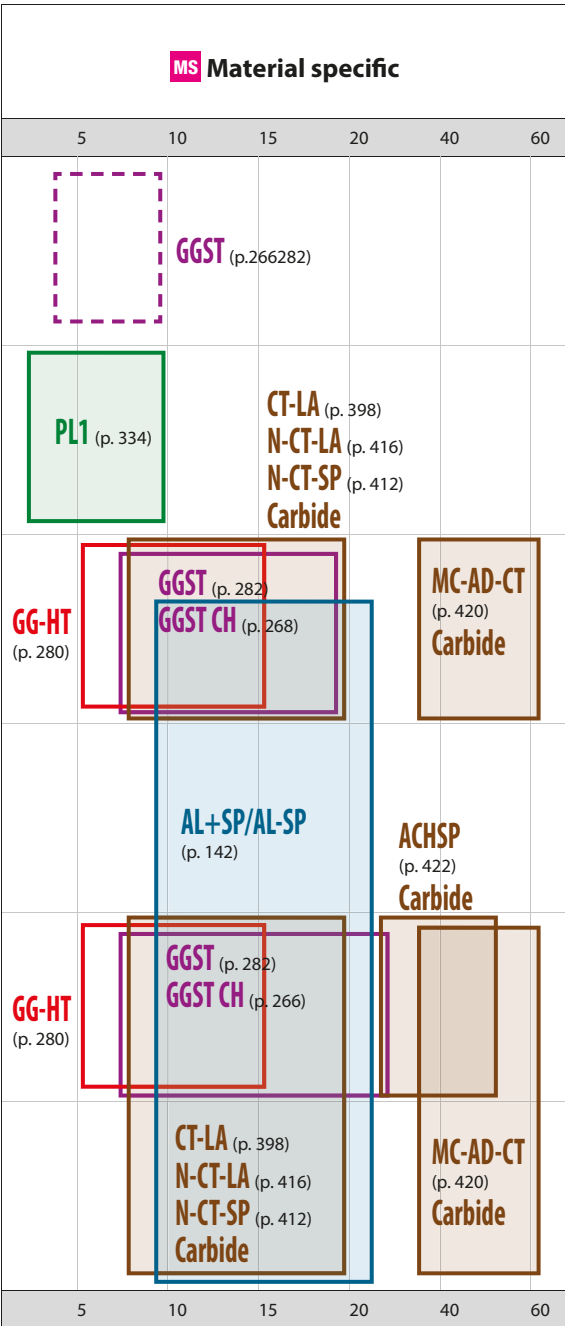 MS Material specific
5 10 15 20 40 60
GGST (p.266282)
PL1 (p. 334)
CT-LA (p. 398)
N-CT-LA (p. 416)
N-CT-SP (p. 412)
Carbide
GG-HT
(p. 280)
GGST (p. 282)
GGST CH (p. 268)
MC-AD-CT
(p. 420)
Carbide
AL+SP/AL-SP
(p. 142)
ACHSP
(p. 422)
Carbide
GG-HT
(p. 280)
GGST (p. 282)
GGST CH (p. 266)
CT-LA (p. 398)
N-CT-LA (p. 416)
N-CT-SP (p. 412)
Carbide
MC-AD-CT
(p. 420)
Carbide
5 10 15 20 40 60